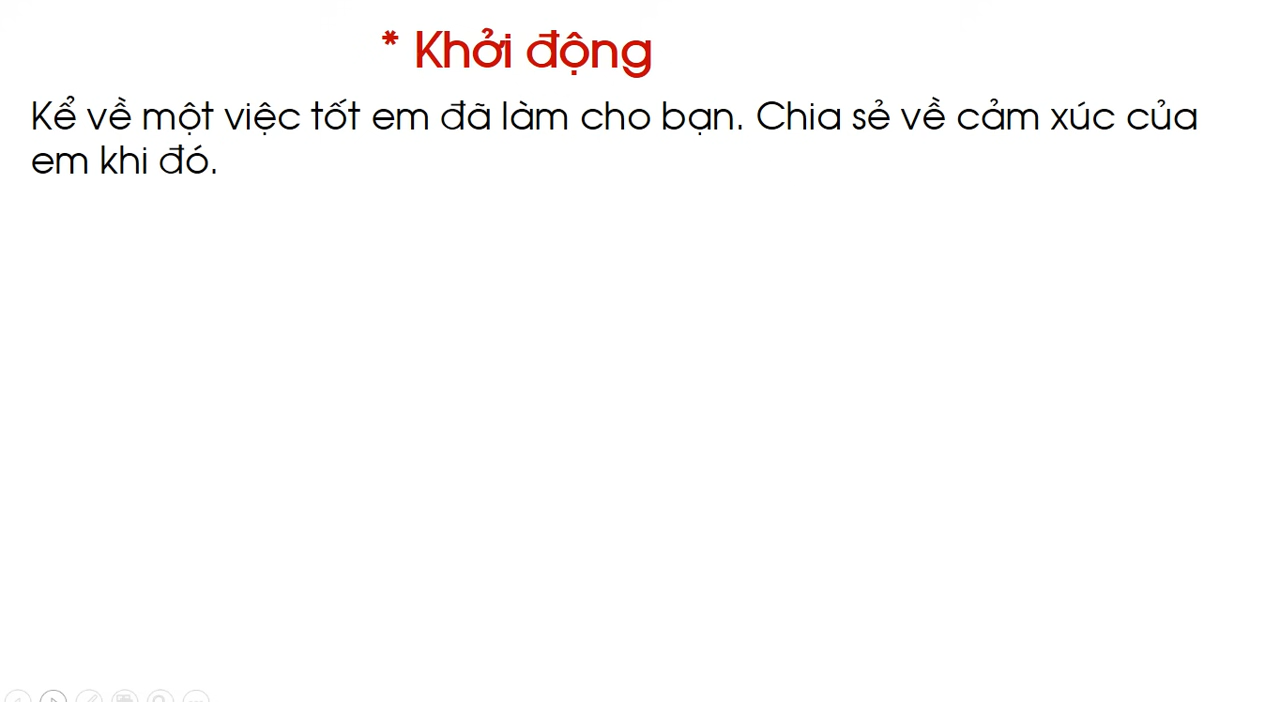 * Khởi động
Kể về một việc tốt em đã làm cho bạn. Chia sẻ về cảm xúc của
em khi đó.